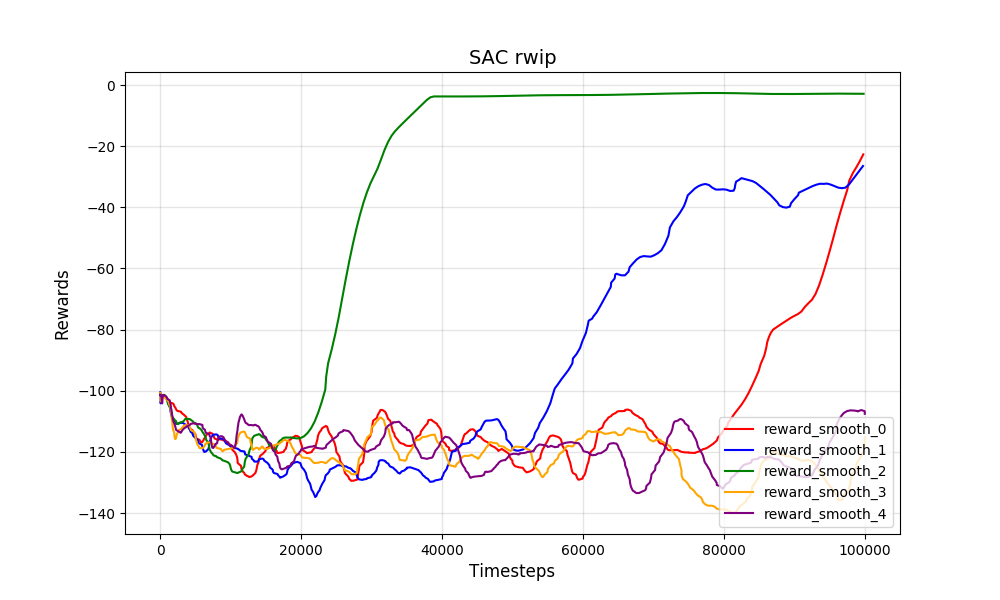 SAC rwip
Rewards
0
−20
−40
−60
−80
−100
−120
−140
0
20000
40000
60000
80000
100000
Timesteps
reward_smooth_0
reward_smooth_1
reward_smooth_2
reward_smooth_3
reward_smooth_4